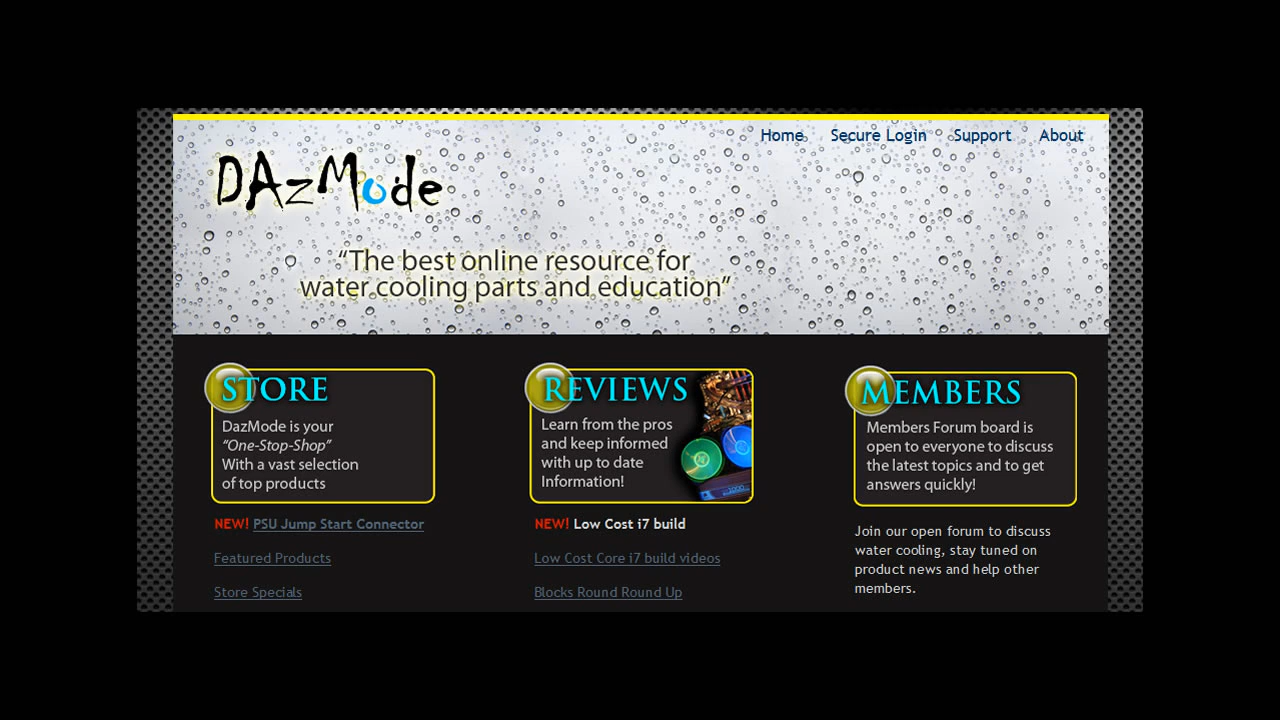 Home Secure Login Support About
DAzMode
“The best online resource for
water cooling parts and education”
STORE
DazMode is your
“One-Stop-Shop”
With a vast selection
of top products
NEW! PSU Jump Start Connector
Featured Products
Store Specials
REVIEWS
Learn from the pros
and keep informed
with up to date
Information!
NEW! Low Cost i7 build
Low Cost Core i7 build videos
Blocks Round Round Up
MEMBERS
Members Forum board is
open to everyone to discuss
the latest topics and to get
answers quickly!
Join our open forum to discuss
water cooling, stay tuned on
product news and help other
members.